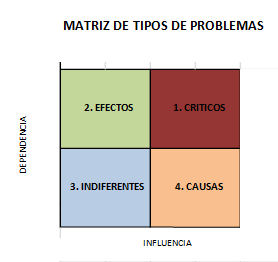 MATRIZ DE TIPOS DE PROBLEMAS
2. EFECTOS
1. CRITICOS
DEPENDENCIA
3. INDIFERENTES
4. CAUSAS
INFLUENCIA